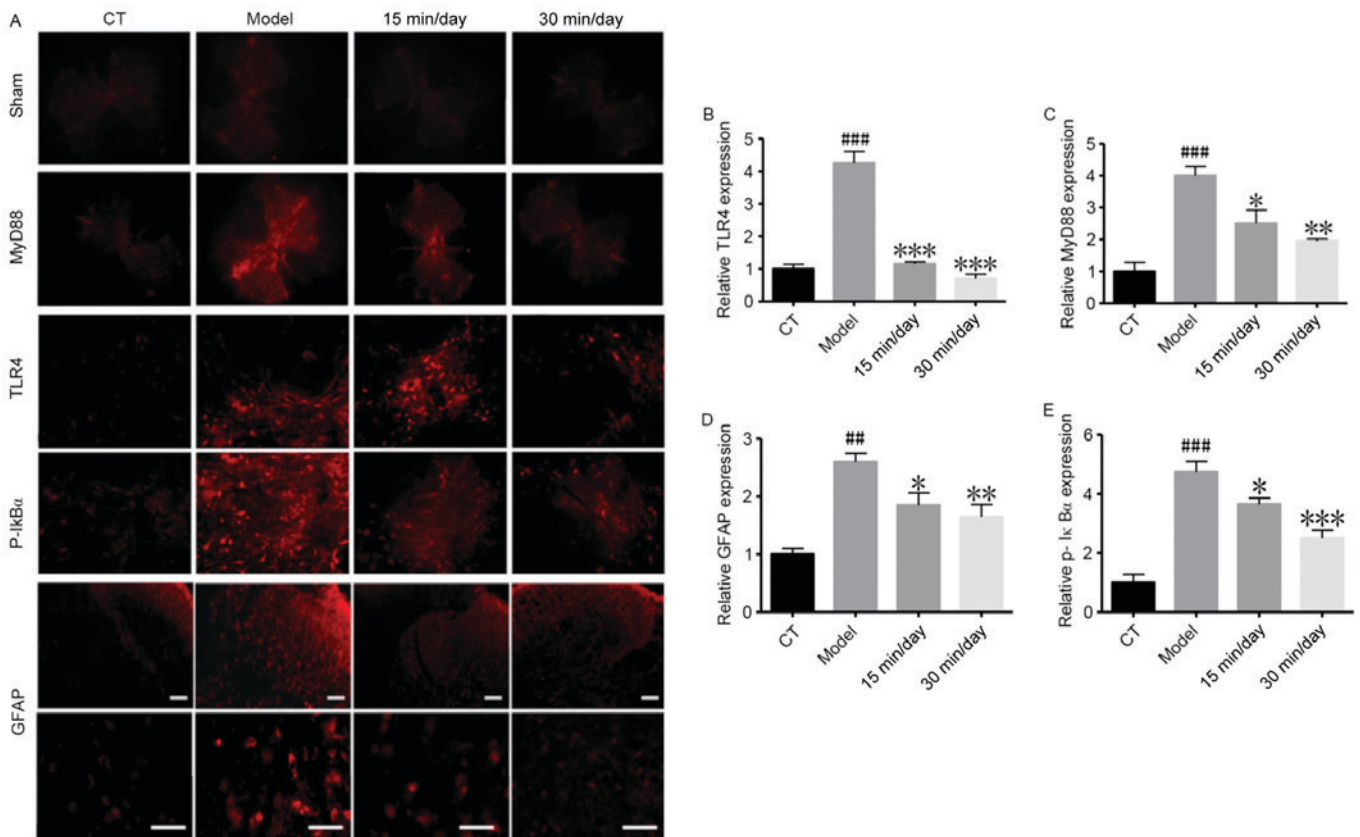 A
CT Model 15 min/day 30 min/day
Sham
MyD88
TLR4
P-IkBα
GFAP
B
Relative TLR4 expression
5
4
3
2
1
0
###
***
***
CT Model 15 min/day 30 min/day
C
Relative MyD88 expression
5
4
3
2
1
0
###
*
**
CT Model 15 min/day 30 min/day
D
Relative GFAP expression
3
2
1
0
##
*
**
CT Model 15 min/day 30 min/day
E
Relative p- Iκ Bα expression
6
4
2
0
###
*
***
CT Model 15 min/day 30 min/day